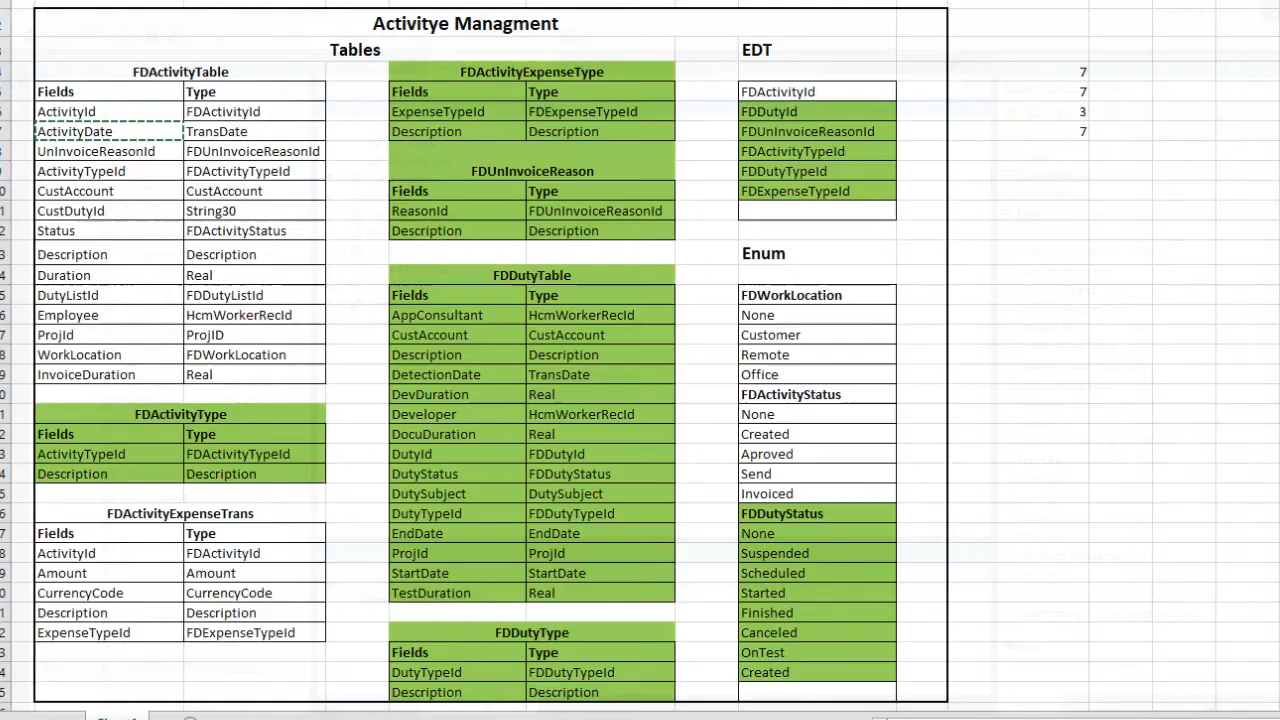 Activitye Managment
Tables
EDT
FDActivityTable
Fields Type
ActivityId FDActivityId
ActivityDate TransDate
UnInvoiceReasonId FDUnInvoiceReasonId
ActivityTypeId FDActivityTypeId
CustAccount CustAccount
CustDutyId String30
Status FDActivityStatus
Description Description
Duration Real
DutyListId FDDutyListId
Employee HcmWorkerRecId
ProjId ProjID
WorkLocation FDWorkLocation
InvoiceDuration Real
FDActivityType
Fields Type
ActivityTypeId FDActivityTypeId
Description Description
FDActivityExpenseTrans
Fields Type
ActivityId FDActivityId
Amount Amount
CurrencyCode CurrencyCode
Description Description
ExpenseTypeId FDExpenseTypeId
FDActivityExpenseType
Fields Type
ExpenseTypeId FDExpenseTypeId
Description Description
FDUnInvoiceReason
Fields Type
ReasonId FDUnInvoiceReasonId
Description Description
FDDutyTable
Fields Type
AppConsultant HcmWorkerRecId
CustAccount CustAccount
Description Description
DetectionDate TransDate
DevDuration Real
Developer HcmWorkerRecId
DocuDuration Real
DutyId FDDutyId
DutyStatus FDDutyStatus
DutySubject DutySubject
DutyTypeId FDDutyTypeId
EndDate EndDate
ProjId ProjId
StartDate StartDate
TestDuration Real
FDDutyType
Fields Type
DutyTypeId FDDutyTypeId
Description Description
FDActivityId
FDDutyId
FDUnInvoiceReasonId
FDActivityTypeId
FDDutyTypeId
FDExpenseTypeId
Enum
FDWorkLocation
None
Customer
Remote
Office
FDActivityStatus
None
Created
Aproved
Send
Invoiced
FDDutyStatus
None
Suspended
Scheduled
Started
Finished
Canceled
OnTest
Created
7
7
3
7